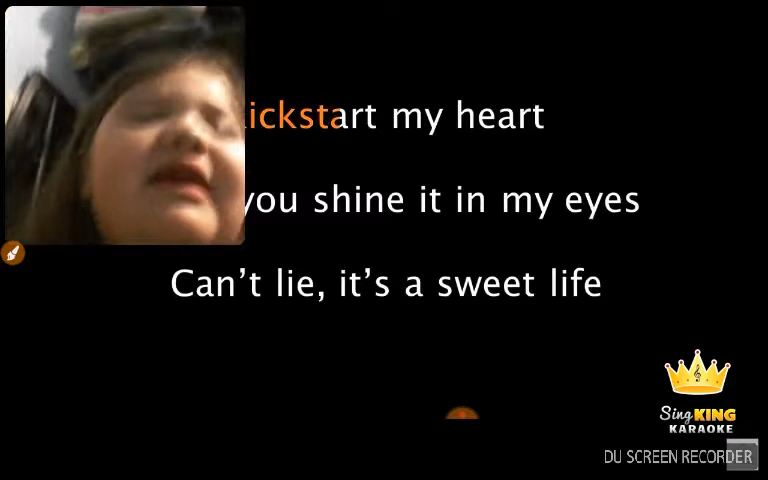 ickstart my heart
you shine it in my eyes
Can't lie, it's a sweet life
Sing KING
KARAOKE
DU SCREEN RECORDER